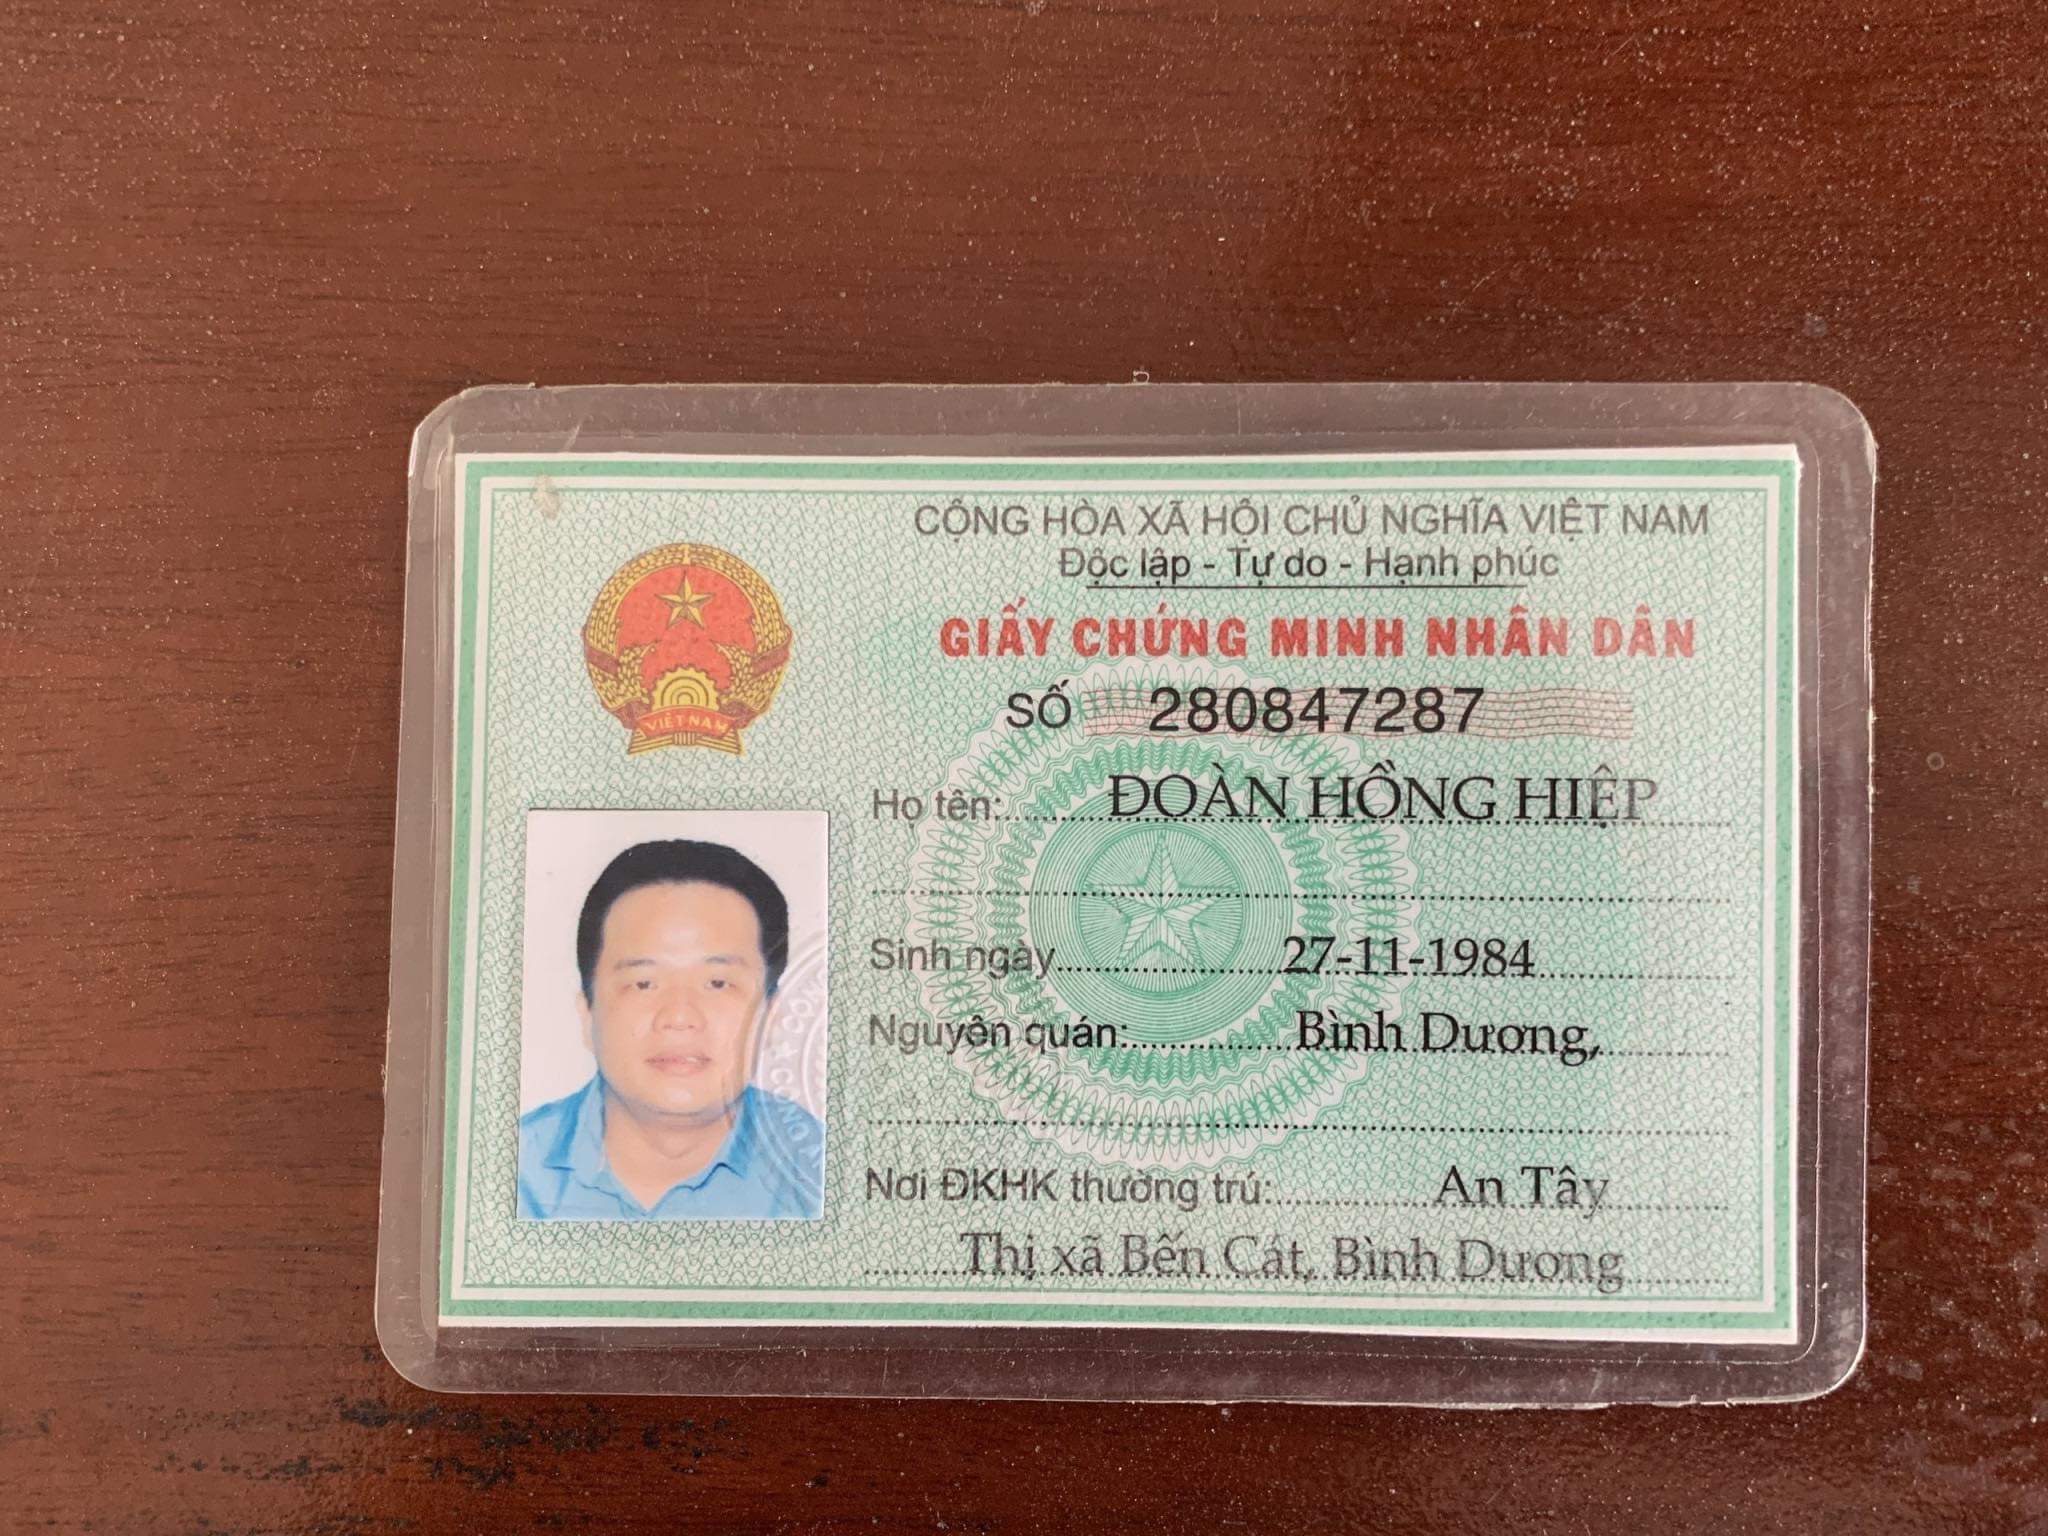 CỘNG HÒA XÃ HỘI CHỦ NGHĨA VIỆT NAM
Độc lập - Tự do - Hạnh phúc
GIẤY CHỨNG MINH NHÂN DÂN
SỐ 280847287
VIỆT NAM
Họ tên: ĐOÀN HỒNG HIỆP
Sinh ngày 27-11-1984
Nguyên quán: Bình Dương,
Nơi ĐKHK thường trú: An Tây
Thị xã Bến Cát, Bình Dương